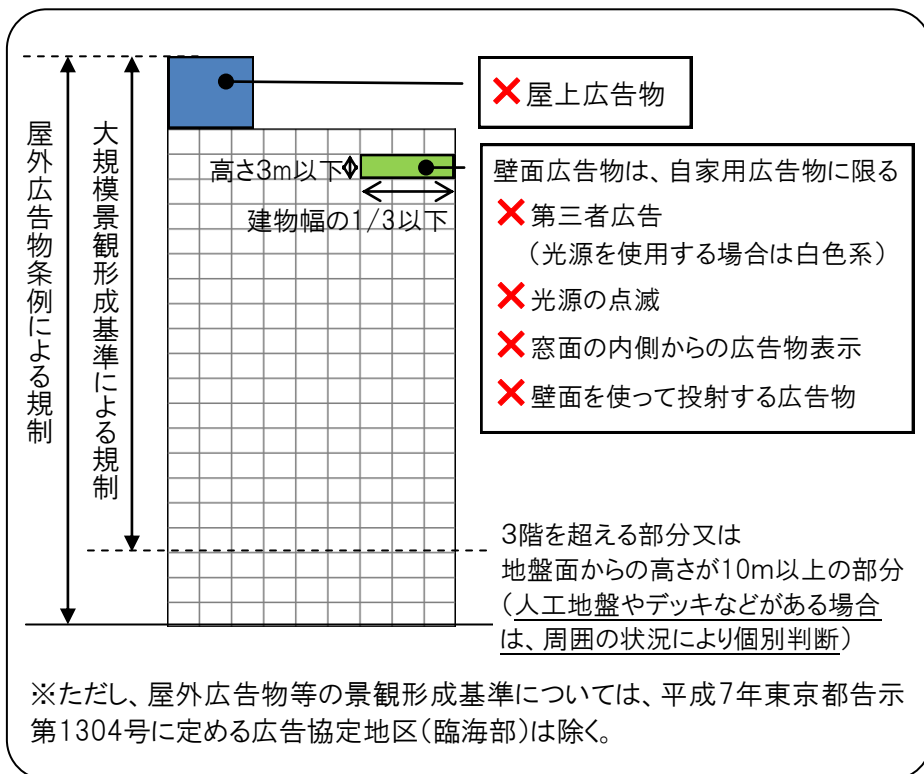 屋外広告物条例による規制
大規模景観形成基準による規制
❌屋上広告物
高さ3m以下
建物幅の1/3以下
壁面広告物は、自家用広告物に限る
❌第三者広告
（光源を使用する場合は白色系）
❌光源の点滅
❌窓面の内側からの広告物表示
❌壁面を使って投射する広告物
3階を超える部分又は
地盤面からの高さが10m以上の部分
（人工地盤やデッキなどがある場合
は、周囲の状況により個別判断）
※ただし、屋外広告物等の景観形成基準については、平成7年東京都告示
第1304号に定める広告協定地区（臨海部）は除く。